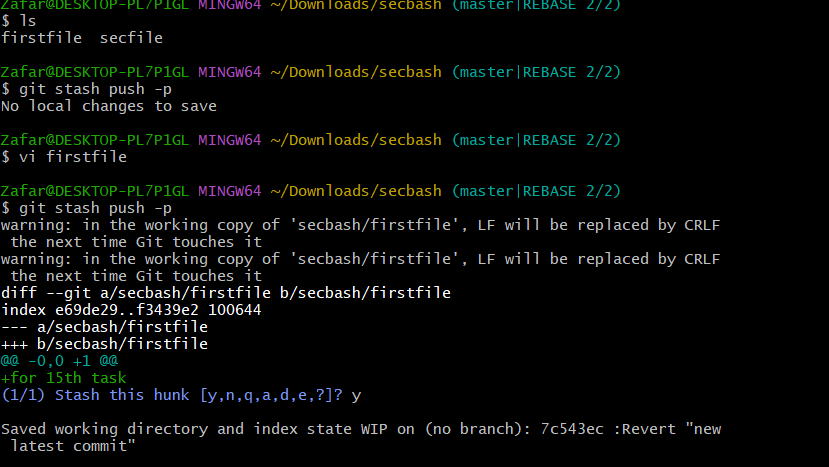 Zafar@DESKTOP-PL7P1GL MINGW64 ~/Downloads/secbash (master|REBASE 2/2)
$ ls
firstfile  secfile

Zafar@DESKTOP-PL7P1GL MINGW64 ~/Downloads/secbash (master|REBASE 2/2)
$ git stash push -p
No local changes to save

Zafar@DESKTOP-PL7P1GL MINGW64 ~/Downloads/secbash (master|REBASE 2/2)
$ vi firstfile

Zafar@DESKTOP-PL7P1GL MINGW64 ~/Downloads/secbash (master|REBASE 2/2)
$ git stash push -p
warning: in the working copy of 'secbash/firstfile', LF will be replaced by CRLF
 the next time Git touches it
warning: in the working copy of 'secbash/firstfile', LF will be replaced by CRLF
 the next time Git touches it
diff --git a/secbash/firstfile b/secbash/firstfile
index e69de29..f3439e2 100644
--- a/secbash/firstfile
+++ b/secbash/firstfile
@@ -0,0 +1 @@
+for 15th task
(1/1) Stash this hunk [y,n,q,a,d,e,?]? y

Saved working directory and index state WIP on (no branch): 7c543ec :Revert "new
 latest commit"